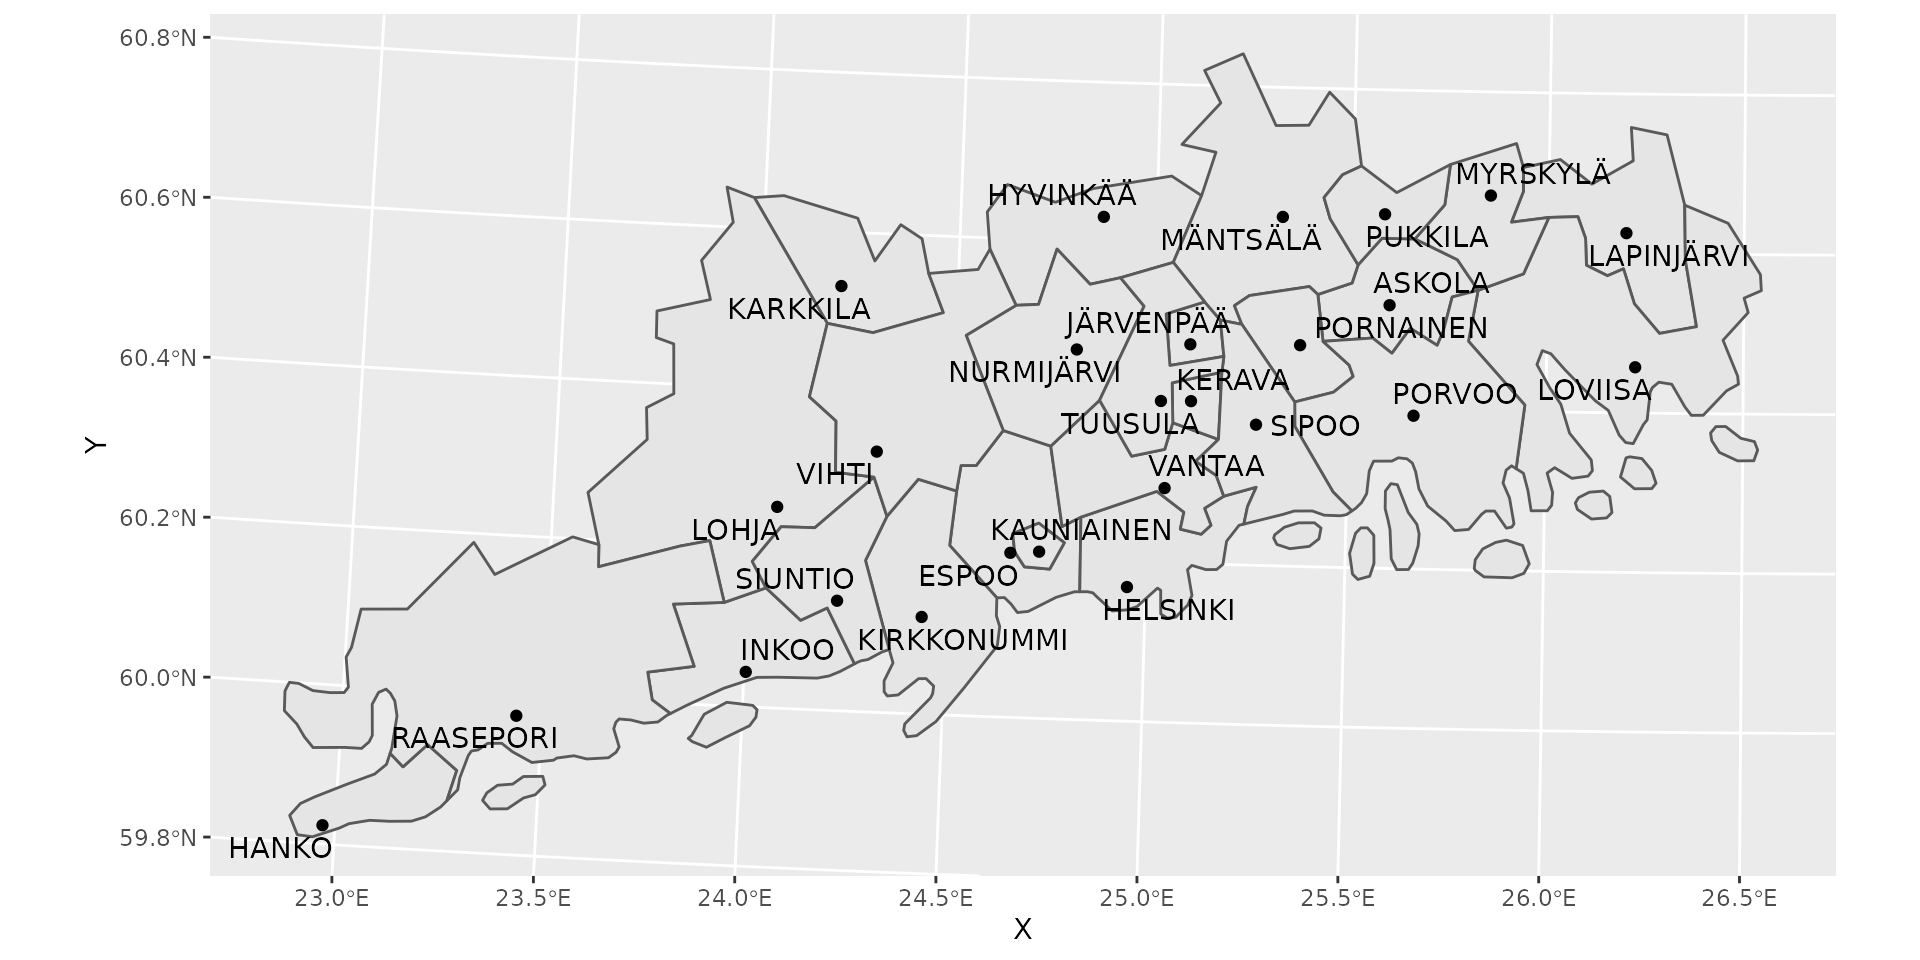 60.8°N
60.6°N
60.4°N
60.2°N
60.0°N
59.8°N
Y
MYRSKYLÄ
HYVINKÄÄ
MÄNTSÄLÄ
PUKKILA
LAPINJÄRVI
ASKOLA
KARKKILA
JÄRVENPÄÄ
PORNAINEN
NURMIJÄRVI
KERAVA
LOVIISA
PORVOO
TUUSULA
SIPOO
VANTAA
VIHTI
LOHJA
KAUNIAINEN
SIUNTIO
ESPOO
HELSINKI
KIRKKONUMMI
INKOO
RAASEPORI
HANKO
23.0°E
23.5°E
24.0°E
24.5°E
25.0°E
25.5°E
26.0°E
26.5°E
X